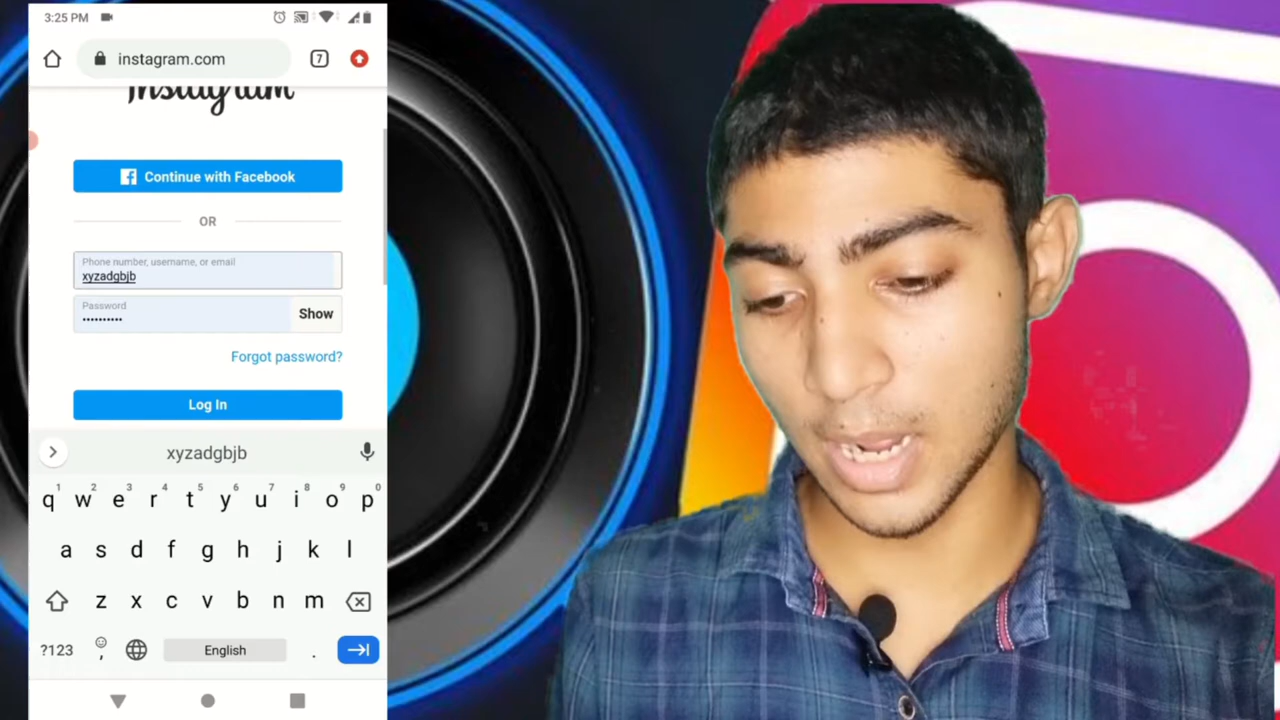 3:25 PM
instagram.com
7
Instagram
Continue with Facebook
OR
Phone number, username, or email
xyzadgbjb
Password
••••••••••
Show
Forgot password?
Log In
xyzadgbjb
1 2 3 4 5 6 7 8 9 0
q w e r t y u i o p
a s d f g h j k l
z x c v b n m
?123
,
English
.